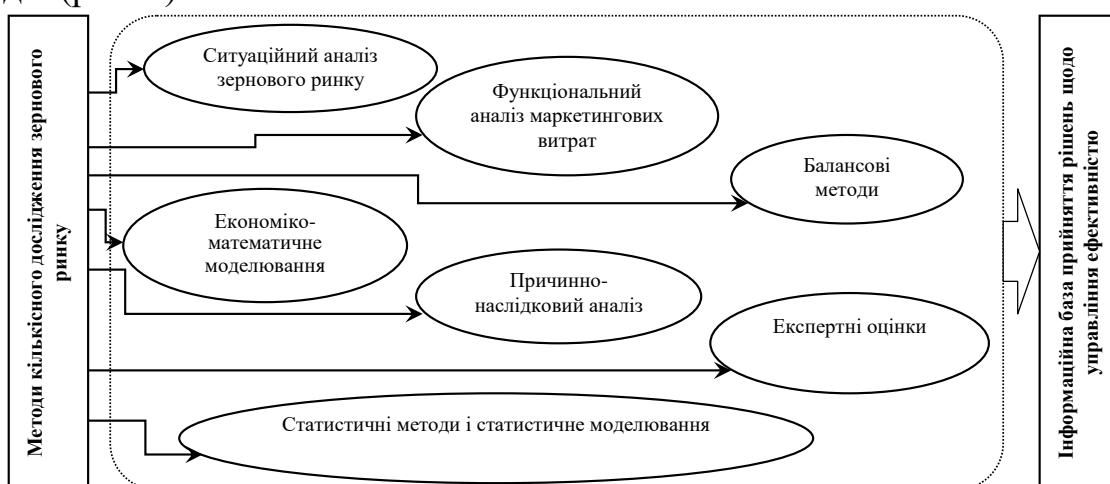 Методи кількісного дослідження зернового
ринку
Ситуаційний аналіз
зернового ринку
Функціональний
аналіз маркетингових
витрат
Балансові
методи
Економіко-
математичне
моделювання
Причинно-
наслідковий аналіз
Експертні оцінки
Статистичні методи і статистичне моделювання
Інформаційна база прийняття рішень щодо
управління ефективністю